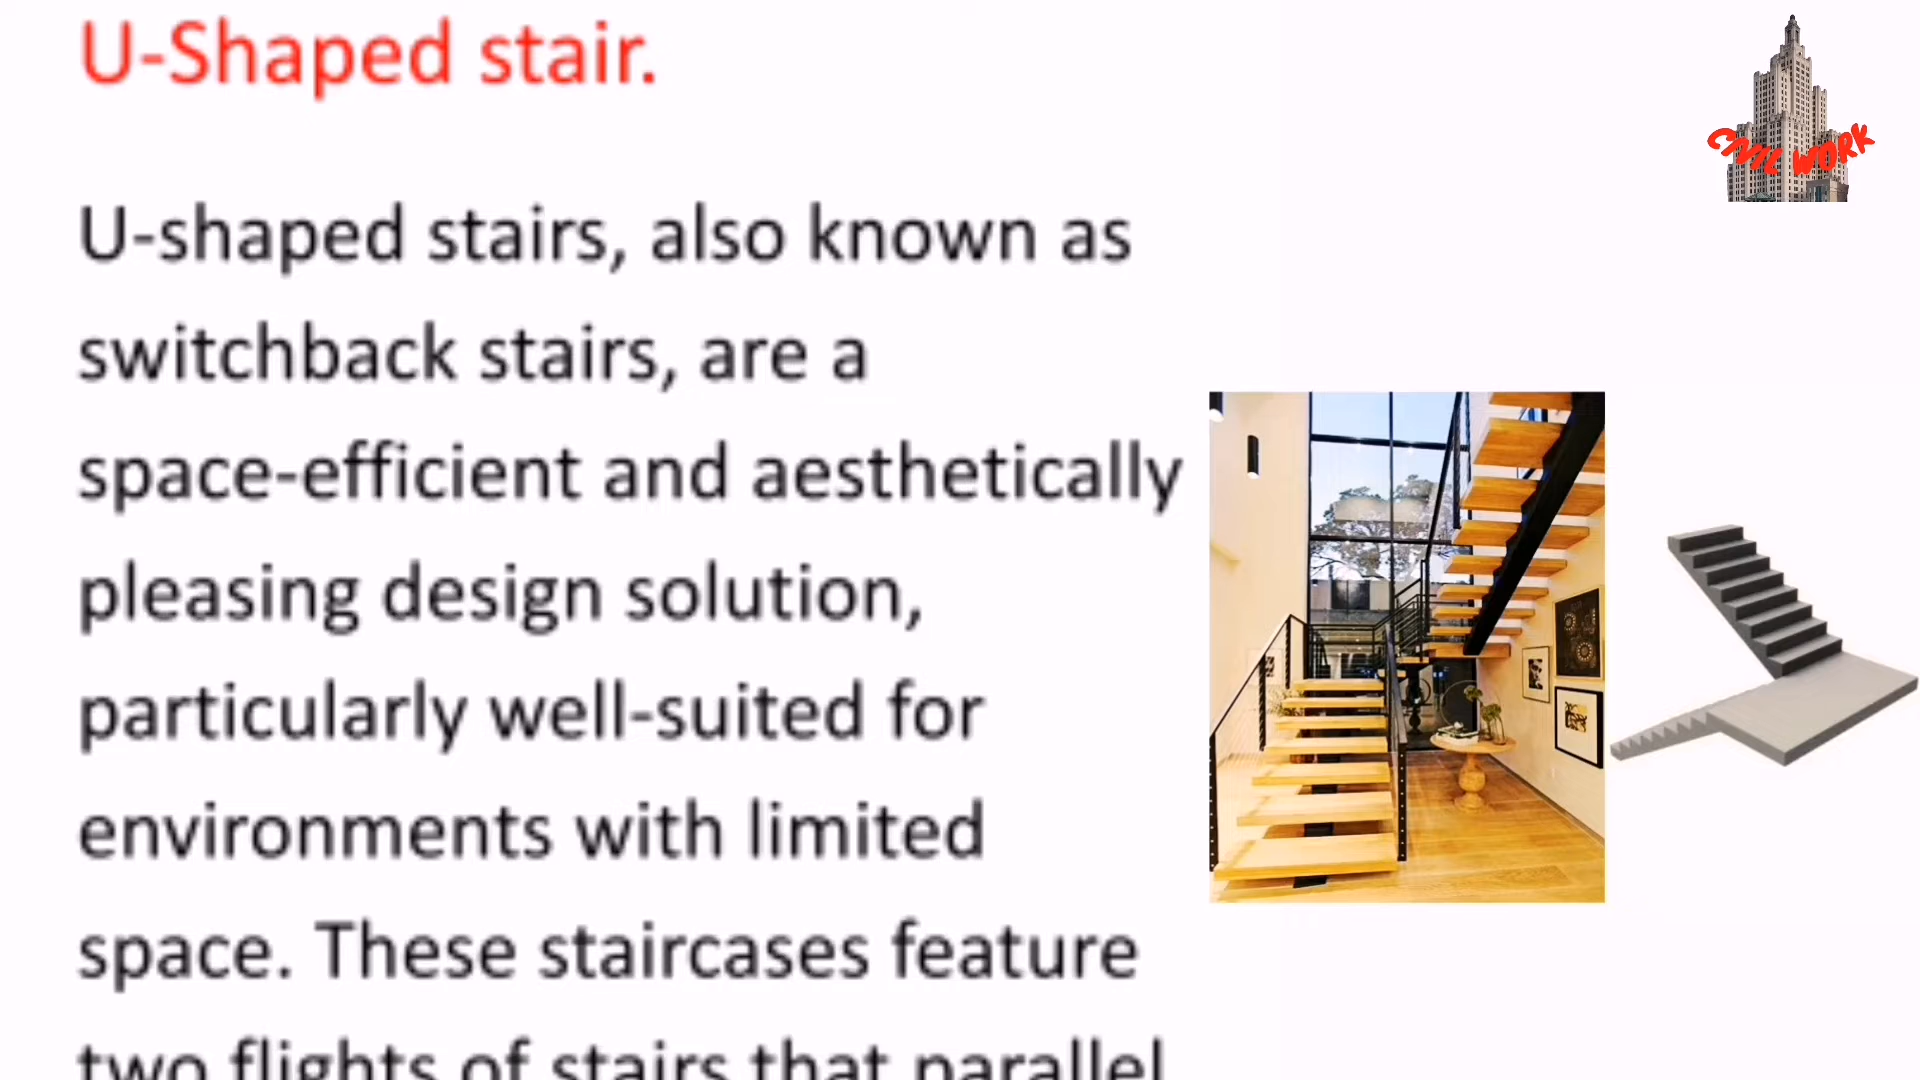 U-Shaped stair.
CIVIL WORK
U-shaped stairs, also known as
switchback stairs, are a
space-efficient and aesthetically
pleasing design solution,
particularly well-suited for
environments with limited
space. These staircases feature
two flights of stairs that parallel